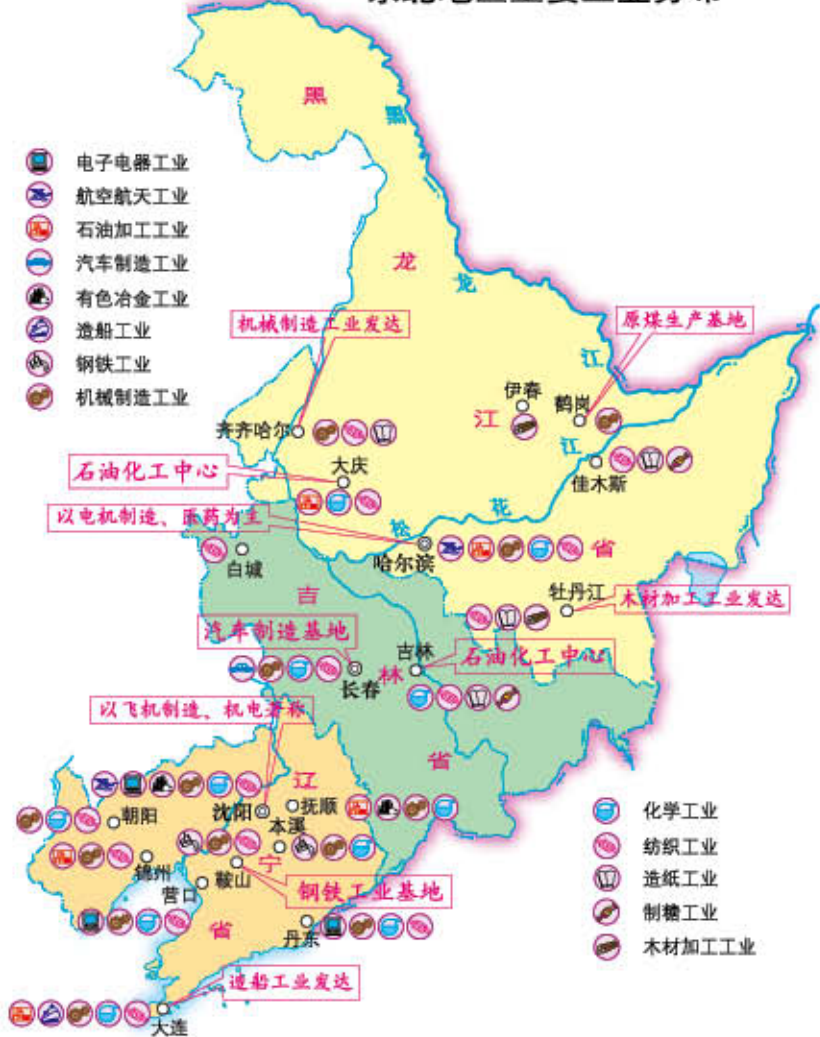 黑
黑
电子电器工业
航空航天工业
石油加工工业
汽车制造工业
有色冶金工业
造船工业
钢铁工业
机械制造工业
龙
龙
机械制造工业发达
原煤生产基地
江
伊春
鹤岗
江
齐齐哈尔
江
佳木斯
大庆
石油化工中心
花
以电机制造、医药为主
松
哈尔滨
省
白城
吉
牡丹江
木材加工工业发达
汽车制造基地
吉林
石油化工中心
长春
林
以飞机制造、机电著称
省
辽
沈阳
抚顺
朝阳
本溪
锦州
宁
鞍山
营口
钢铁工业基地
省
丹东
造船工业发达
大连
化学工业
纺织工业
造纸工业
制糖工业
木材加工工业